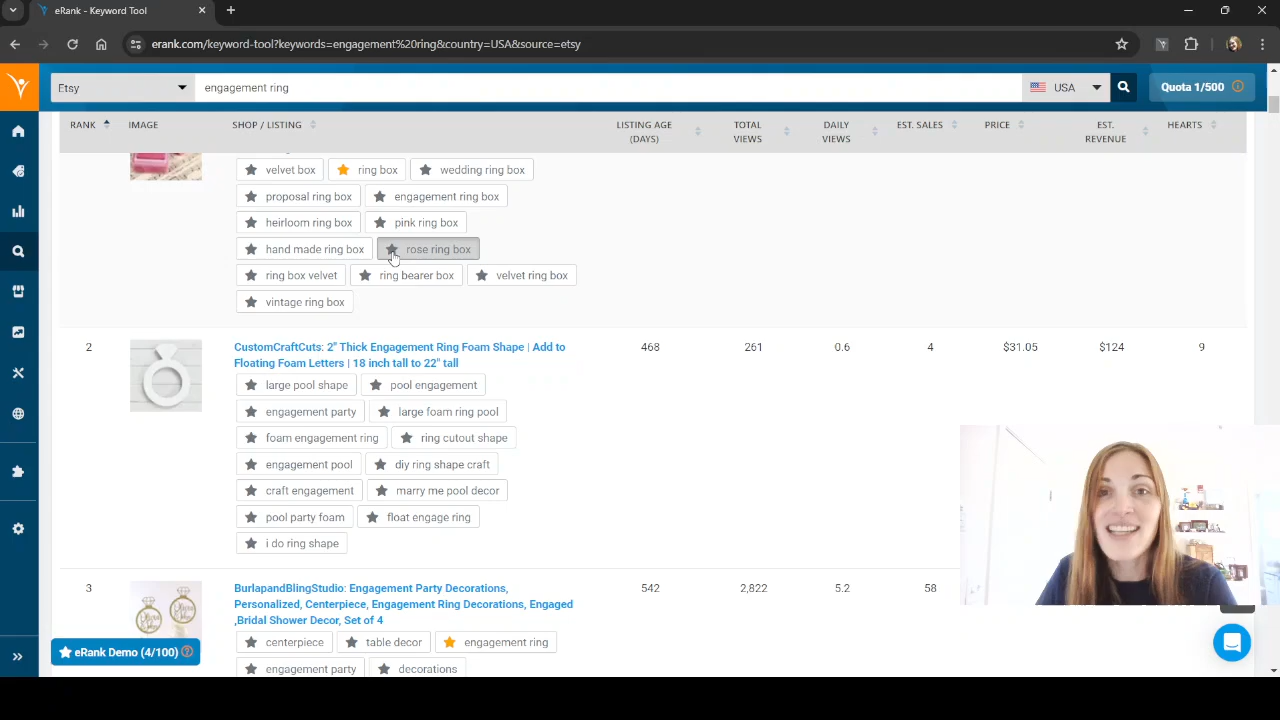 eRank - Keyword Tool
erank.com/keyword-tool?keywords=engagement%20ring&country=USA&source=etsy
Etsy engagement ring USA Quota 1/500
RANK IMAGE SHOP / LISTING LISTING AGE (DAYS) TOTAL VIEWS DAILY VIEWS EST. SALES PRICE EST. REVENUE HEARTS
velvet box ring box wedding ring box
proposal ring box engagement ring box
heirloom ring box pink ring box
hand made ring box rose ring box
ring box velvet ring bearer box velvet ring box
vintage ring box
2 CustomCraftCuts: 2" Thick Engagement Ring Foam Shape | Add to 468 261 0.6 4 $31.05 $124 9
Floating Foam Letters | 18 inch tall to 22" tall
large pool shape pool engagement
engagement party large foam ring pool
foam engagement ring ring cutout shape
engagement pool diy ring shape craft
craft engagement marry me pool decor
pool party foam float engage ring
i do ring shape
3 BurlapandBlingStudio: Engagement Party Decorations, 542 2,822 5.2 58
Personalized, Centerpiece, Engagement Ring Decorations, Engaged
,Bridal Shower Decor, Set of 4
centerpiece table decor engagement ring
eRank Demo (4/100)
engagement party decorations